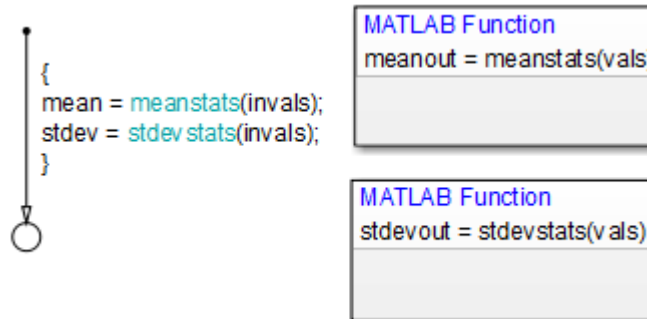 {
mean = meanstats(invals);
stdev = stdevstats(invals);
}
MATLAB Function
meanout = meanstats(vals
MATLAB Function
stdevout = stdevstats(vals)